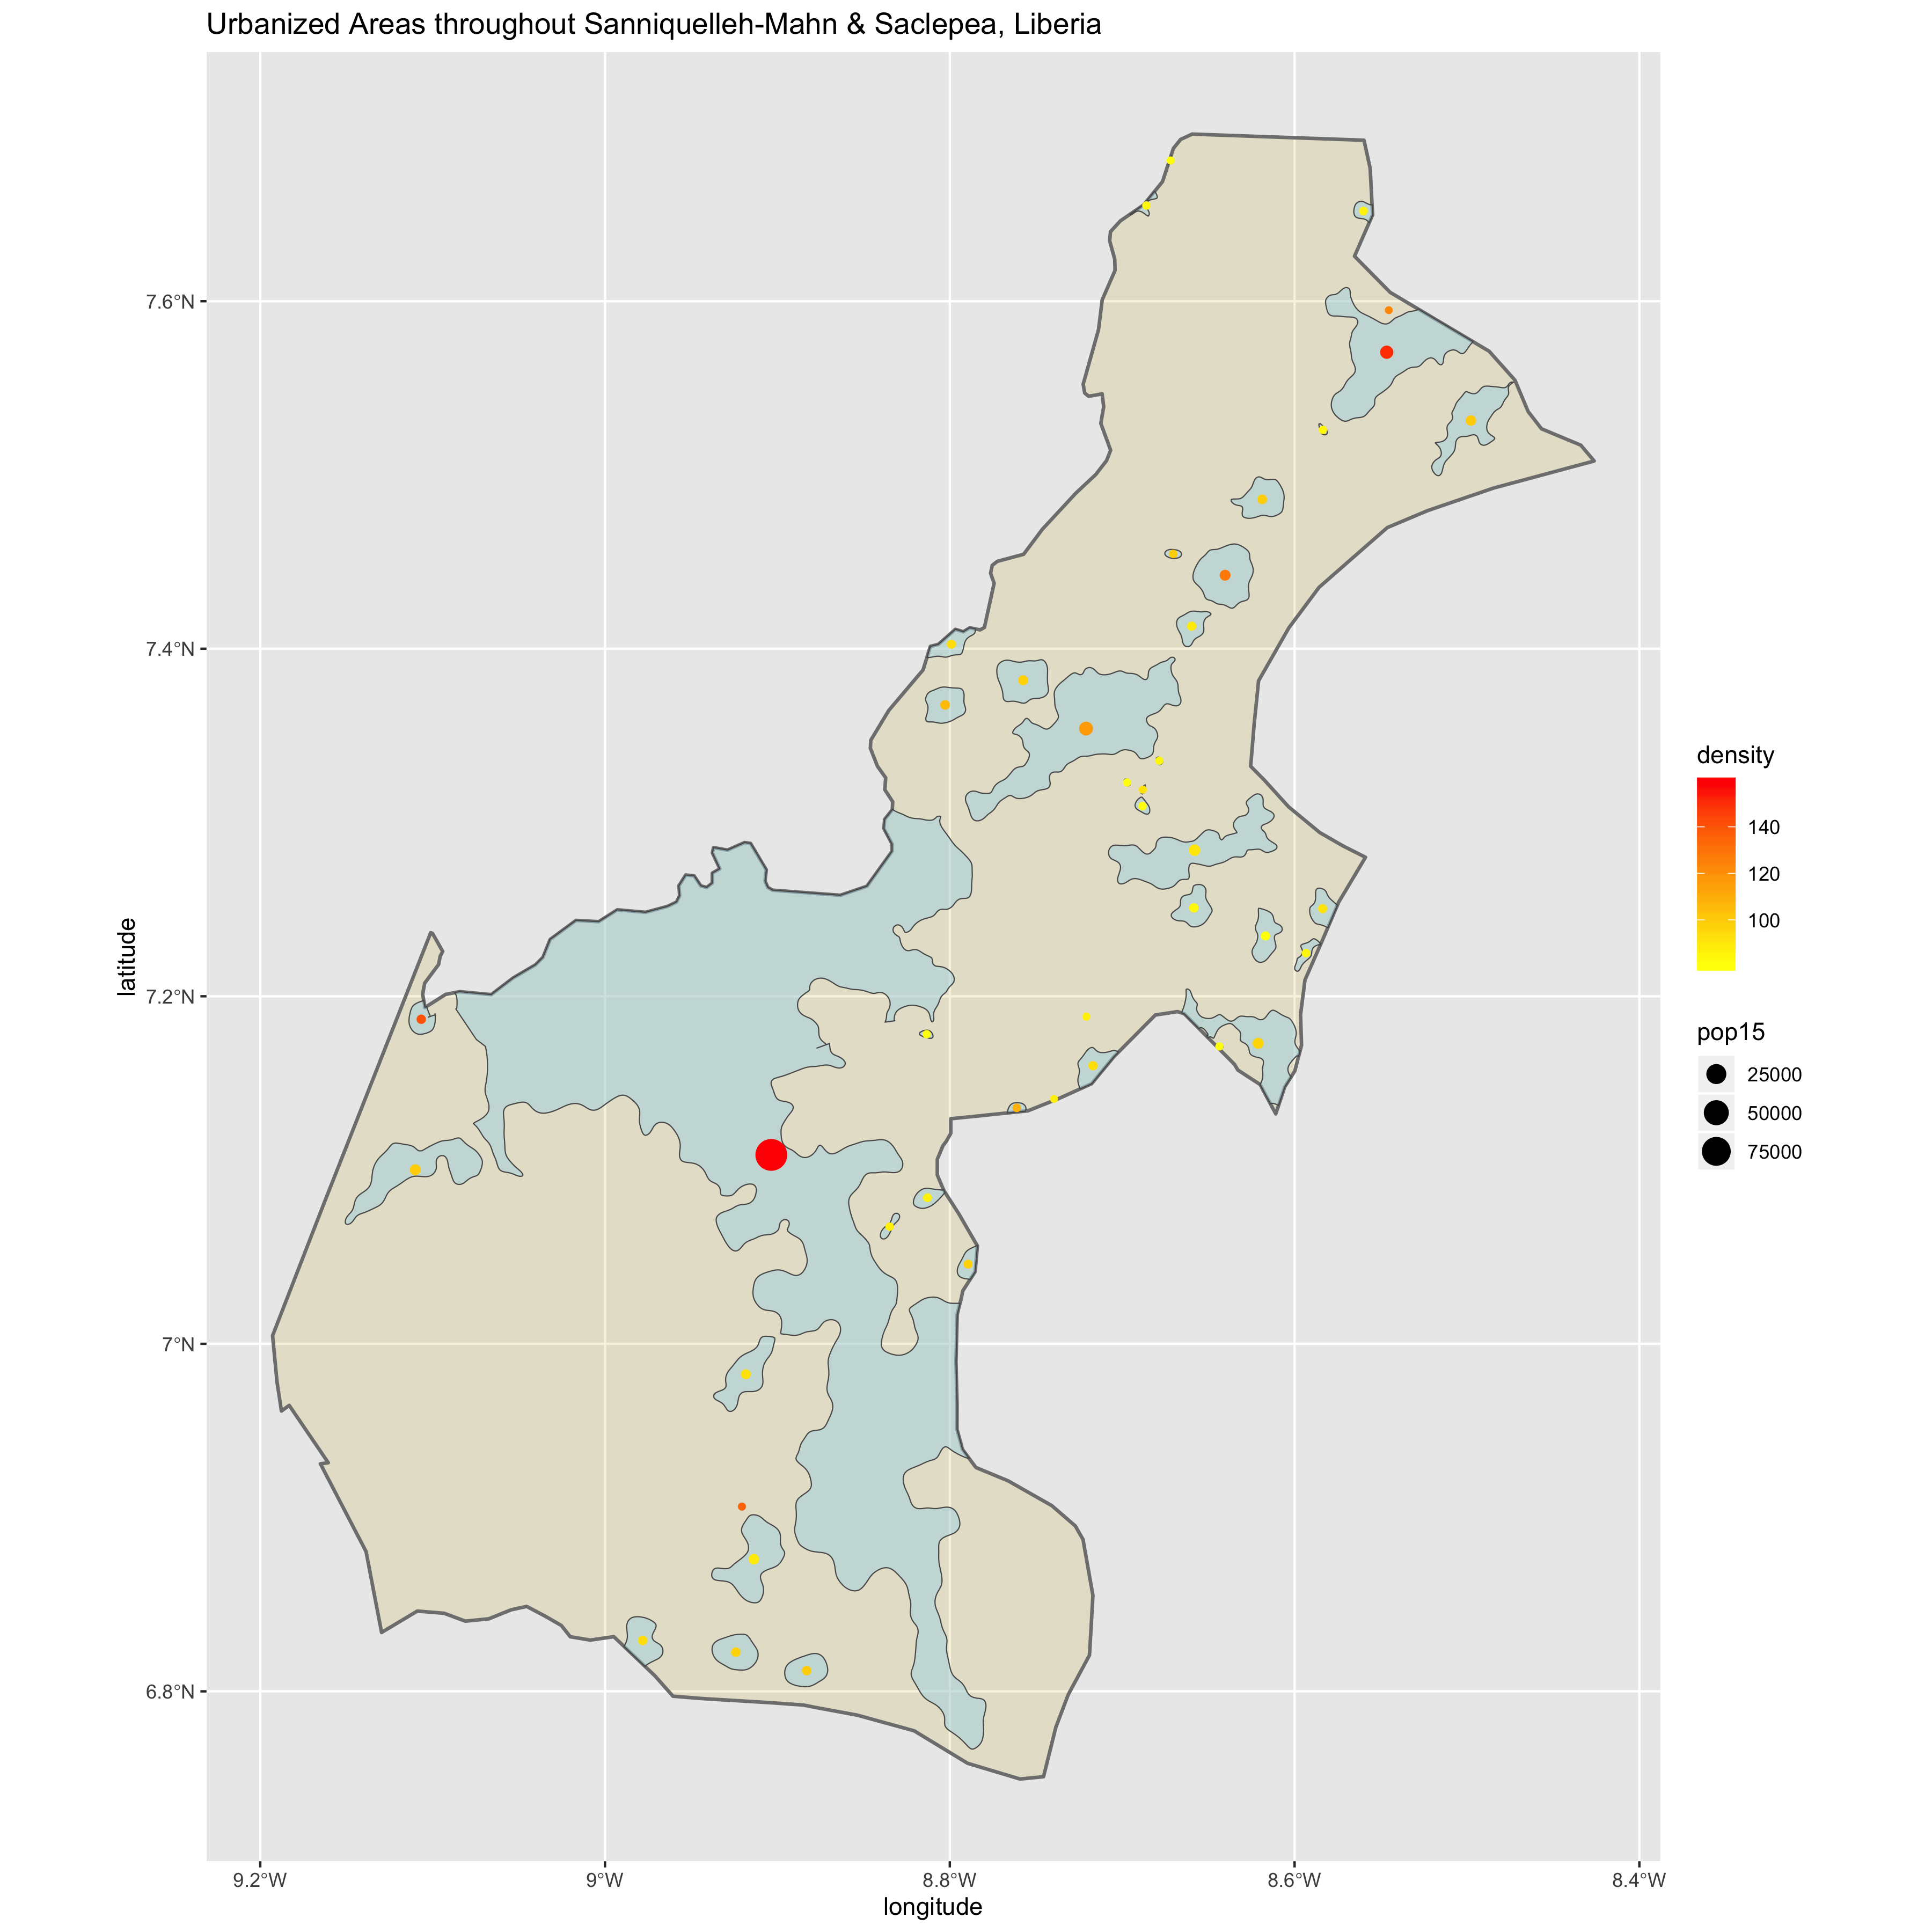 Urbanized Areas throughout Sanniquelleh-Mahn & Saclepea, Liberia
7.6°N
7.4°N
7.2°N
7°N
6.8°N
latitude
9.2°W
9°W
8.8°W
8.6°W
8.4°W
longitude
density
140
120
100
pop15
25000
50000
75000